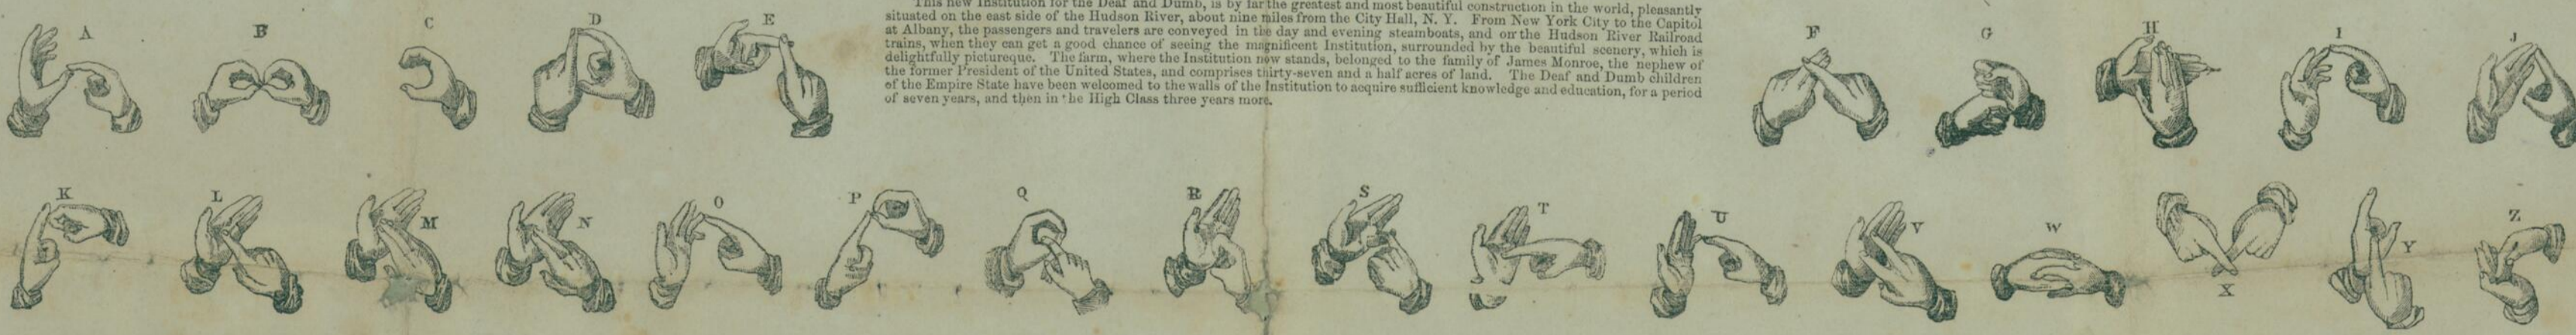 This new Institution for the Deaf and Dumb, is by far the greatest and most beautiful construction in the world, pleasantly
situated on the east side of the Hudson River, about nine miles from the City Hall, N. Y. From New York City to the Capitol
at Albany, the passengers and travelers are conveyed in the day and evening steamboats, and on the Hudson River Railroad
trains, when they can get a good chance of seeing the magnificent Institution, surrounded by the beautiful scenery, which is
delightfully pictureque. The farm, where the Institution now stands, belonged to the family of James Monroe, the nephew of
the former President of the United States, and comprises thirty-seven and a half acres of land. The Deaf and Dumb children
of the Empire State have been welcomed to the walls of the Institution to acquire sufficient knowledge and education, for a period
of seven years, and then in the High Class three years more.
A B C D E F G H I J
K L M N O P Q R S T U V W X Y Z